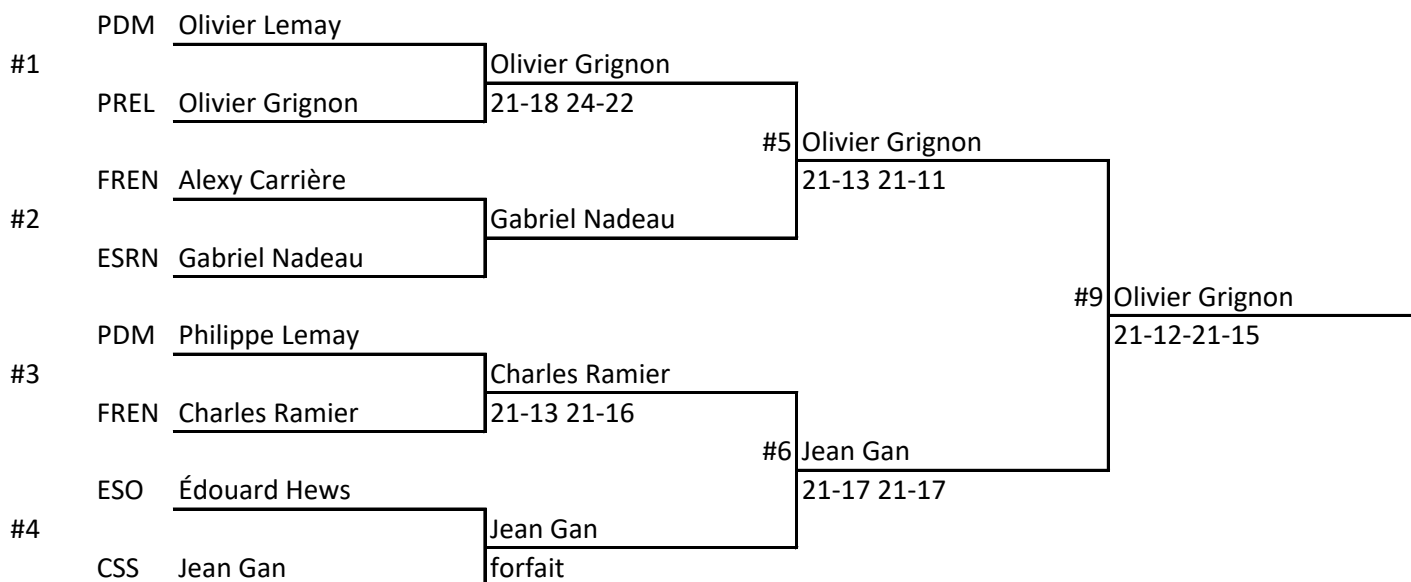 PDM Olivier Lemay
#1 Olivier Grignon
PREL Olivier Grignon 21-18 24-22
#5 Olivier Grignon
FREN Alexy Carrière 21-13 21-11
#2 Gabriel Nadeau
ESRN Gabriel Nadeau
#9 Olivier Grignon
PDM Philippe Lemay 21-12-21-15
#3 Charles Ramier
FREN Charles Ramier 21-13 21-16
#6 Jean Gan
ESO Édouard Hews 21-17 21-17
#4 Jean Gan
CSS Jean Gan forfait